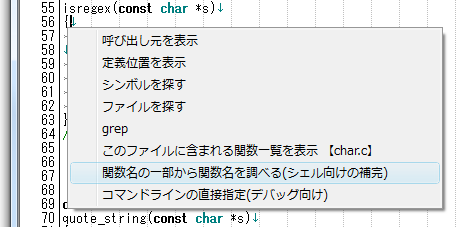 55 isregex(const char *s)↓
56 {↓
57
58
59
60
61
62
63 }
64 /
65
66
67
68
69
70 quote_string(const char *s)↓
呼び出し元を表示
定義位置を表示
シンボルを探す
ファイルを探す
grep
このファイルに含まれる関数一覧を表示 【char.c】
関数名の一部から関数名を調べる(シェル向けの補完)
コマンドラインの直接指定(デバッグ向け)